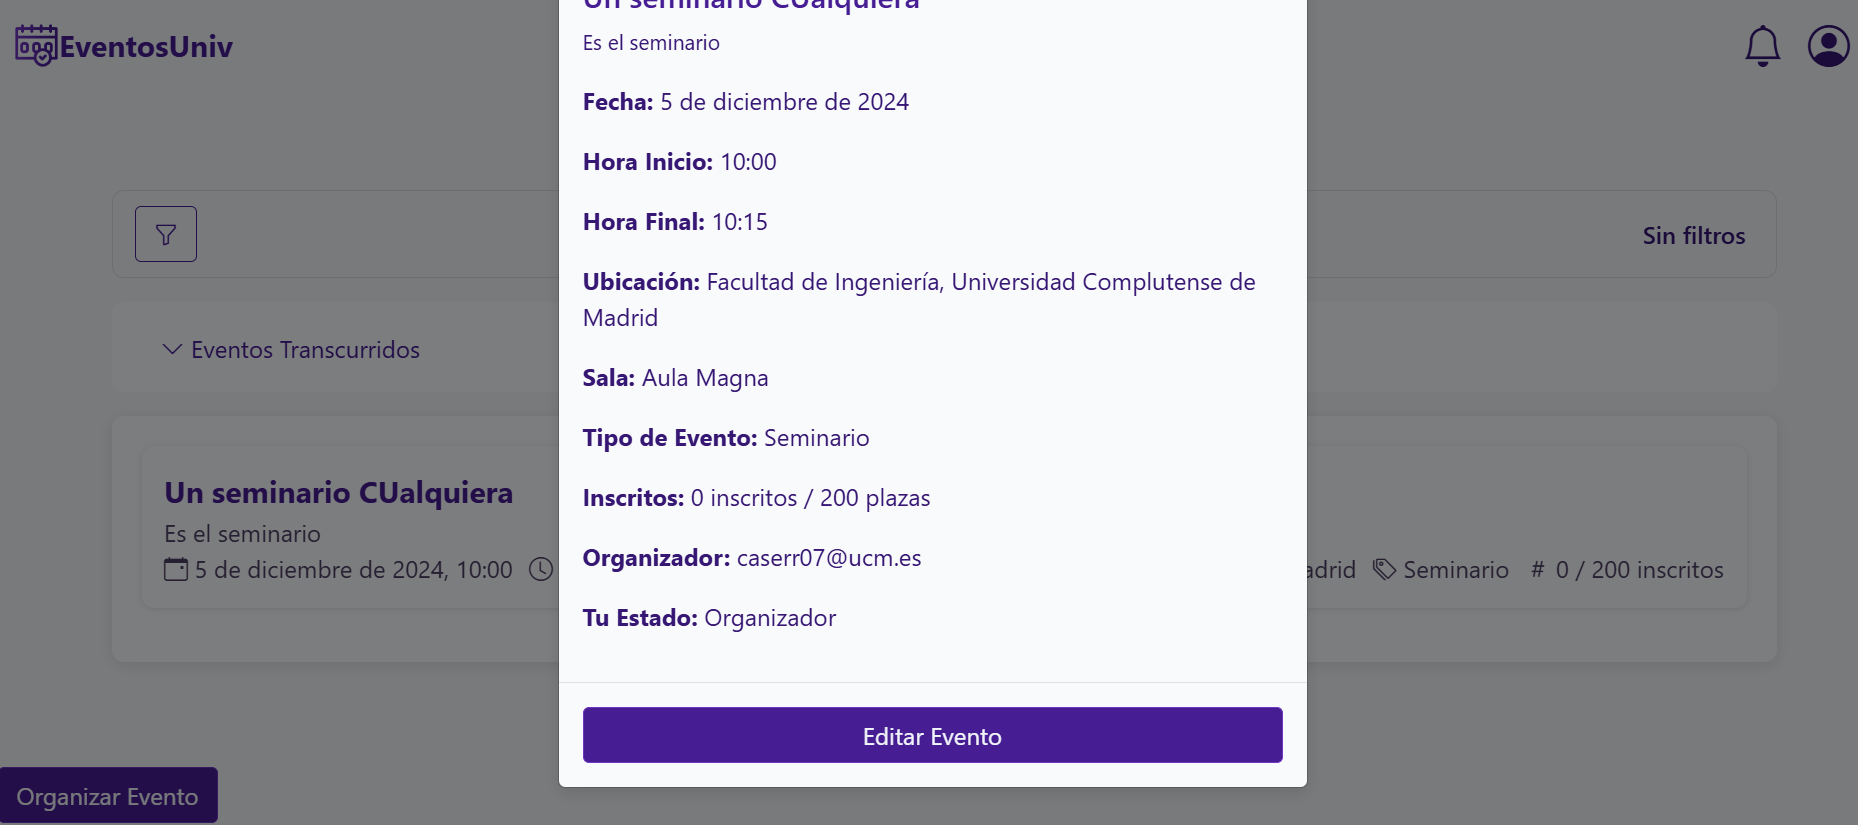 EventosUniv
Un seminario CUalquiera
Es el seminario
Fecha: 5 de diciembre de 2024
Hora Inicio: 10:00
Hora Final: 10:15
Ubicación: Facultad de Ingeniería, Universidad Complutense de
Madrid
Sala: Aula Magna
Tipo de Evento: Seminario
Inscritos: 0 inscritos / 200 plazas
Organizador: caserr07@ucm.es
Tu Estado: Organizador
Editar Evento
Sin filtros
Eventos Transcurridos
Un seminario CUalquiera
Es el seminario
5 de diciembre de 2024, 10:00
adrid Seminario # 0 / 200 inscritos
Organizar Evento